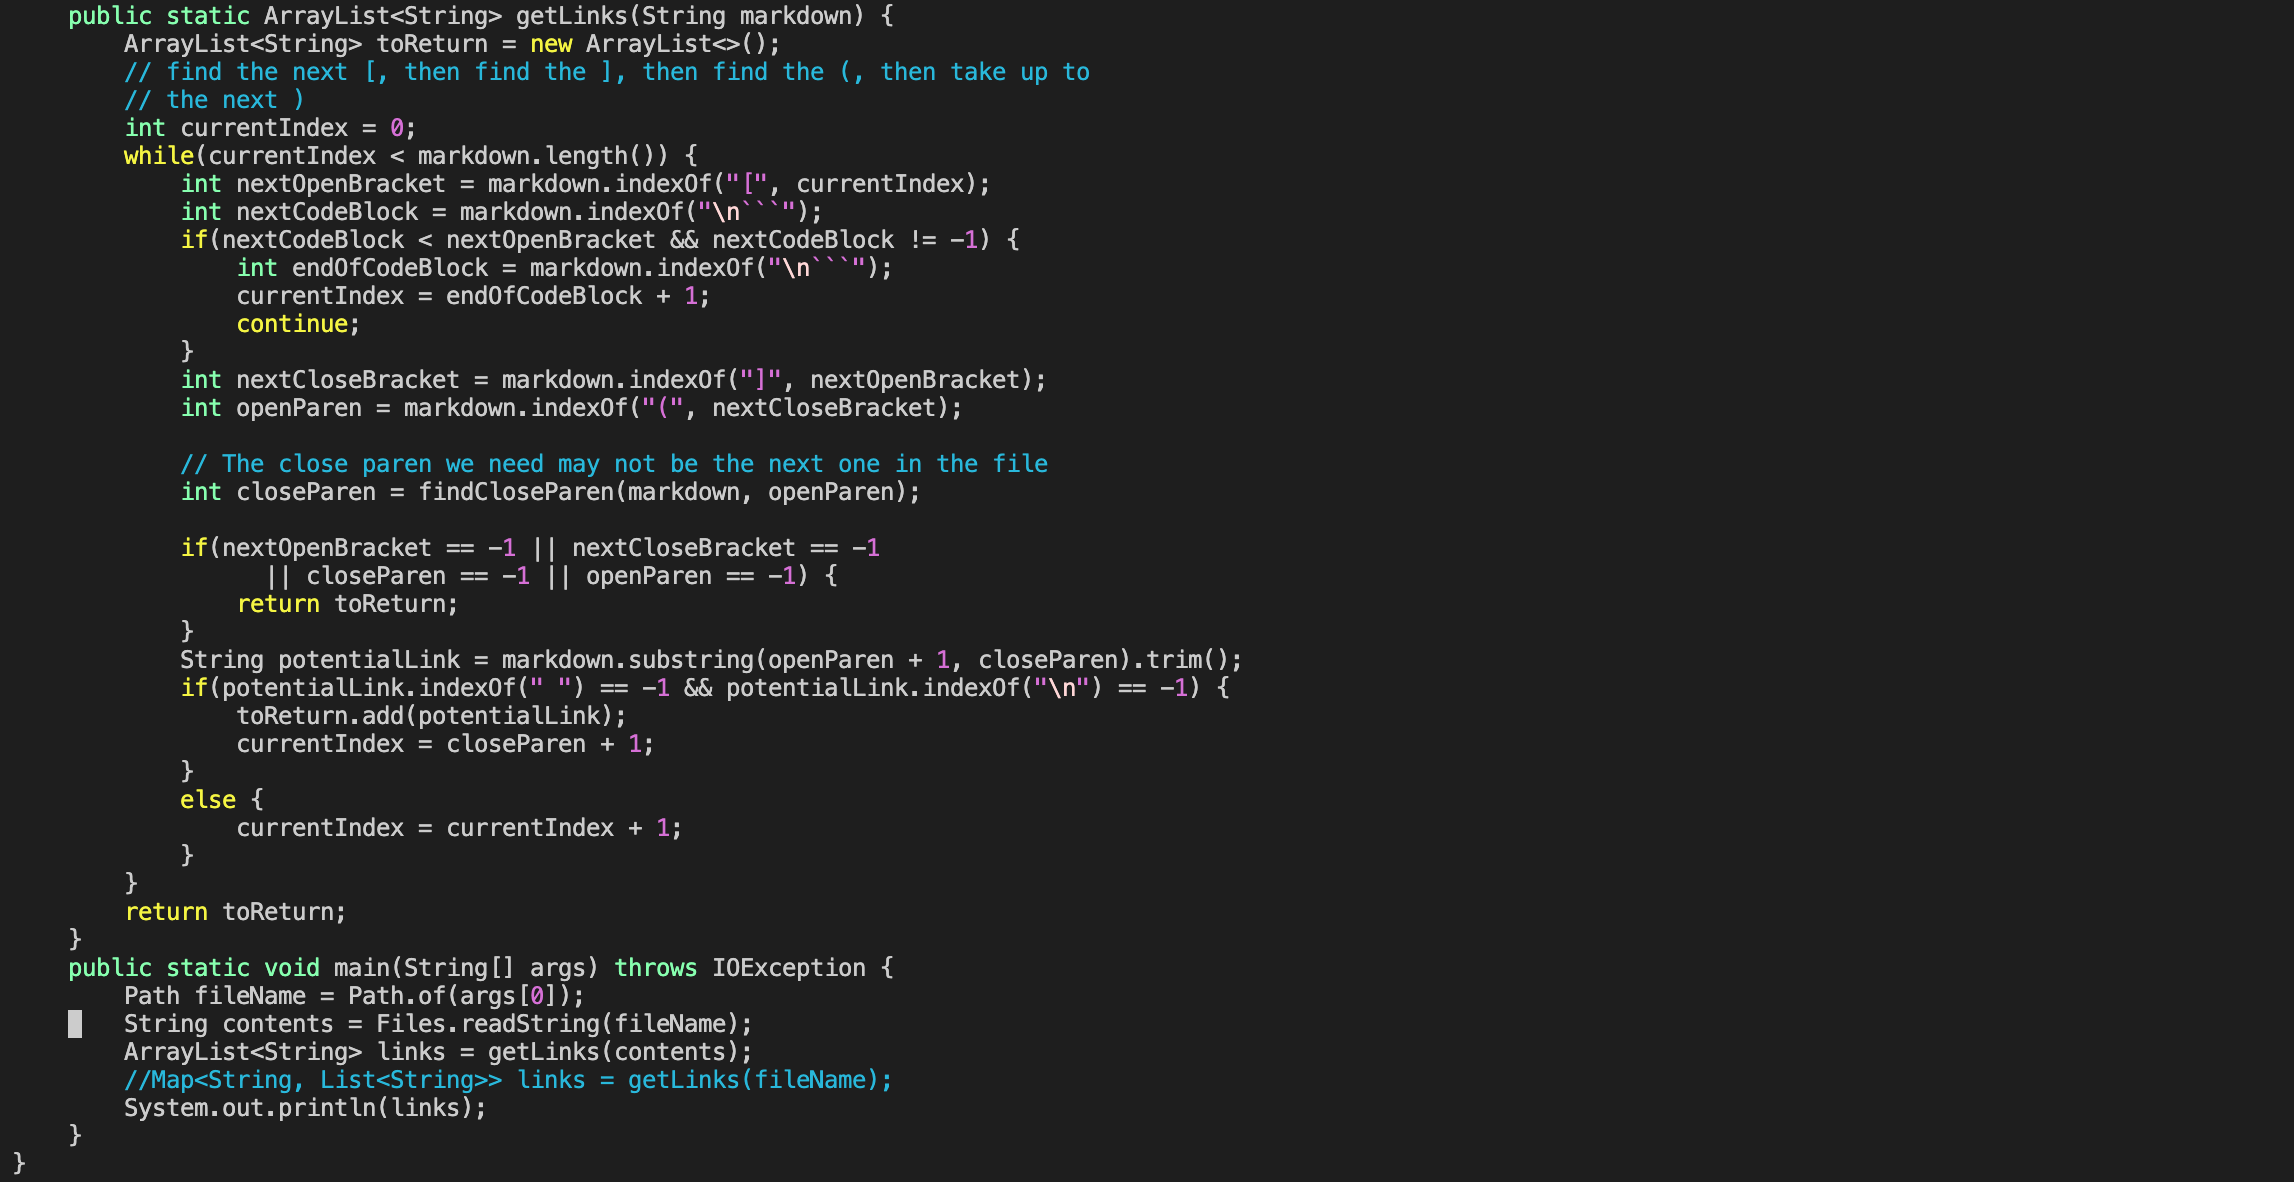 public static ArrayList<String> getLinks(String markdown) {
ArrayList<String> toReturn = new ArrayList<>();
// find the next [, then find the ], then find the (, then take up to
// the next )
int currentIndex = 0;
while(currentIndex < markdown.length()) {
int nextOpenBracket = markdown.indexOf("[", currentIndex);
int nextCodeBlock = markdown.indexOf("\n```");
if(nextCodeBlock < nextOpenBracket && nextCodeBlock != -1) {
int endOfCodeBlock = markdown.indexOf("\n```");
currentIndex = endOfCodeBlock + 1;
continue;
}
int nextCloseBracket = markdown.indexOf("]", nextOpenBracket);
int openParen = markdown.indexOf("(", nextCloseBracket);
// The close paren we need may not be the next one in the file
int closeParen = findCloseParen(markdown, openParen);
if(nextOpenBracket == -1 || nextCloseBracket == -1
|| closeParen == -1 || openParen == -1) {
return toReturn;
}
String potentialLink = markdown.substring(openParen + 1, closeParen).trim();
if(potentialLink.indexOf(" ") == -1 && potentialLink.indexOf("\n") == -1) {
toReturn.add(potentialLink);
currentIndex = closeParen + 1;
}
else {
currentIndex = currentIndex + 1;
}
}
return toReturn;
}
public static void main(String[] args) throws IOException {
Path fileName = Path.of(args[0]);
String contents = Files.readString(fileName);
ArrayList<String> links = getLinks(contents);
//Map<String, List<String>> links = getLinks(fileName);
System.out.println(links);
}
}